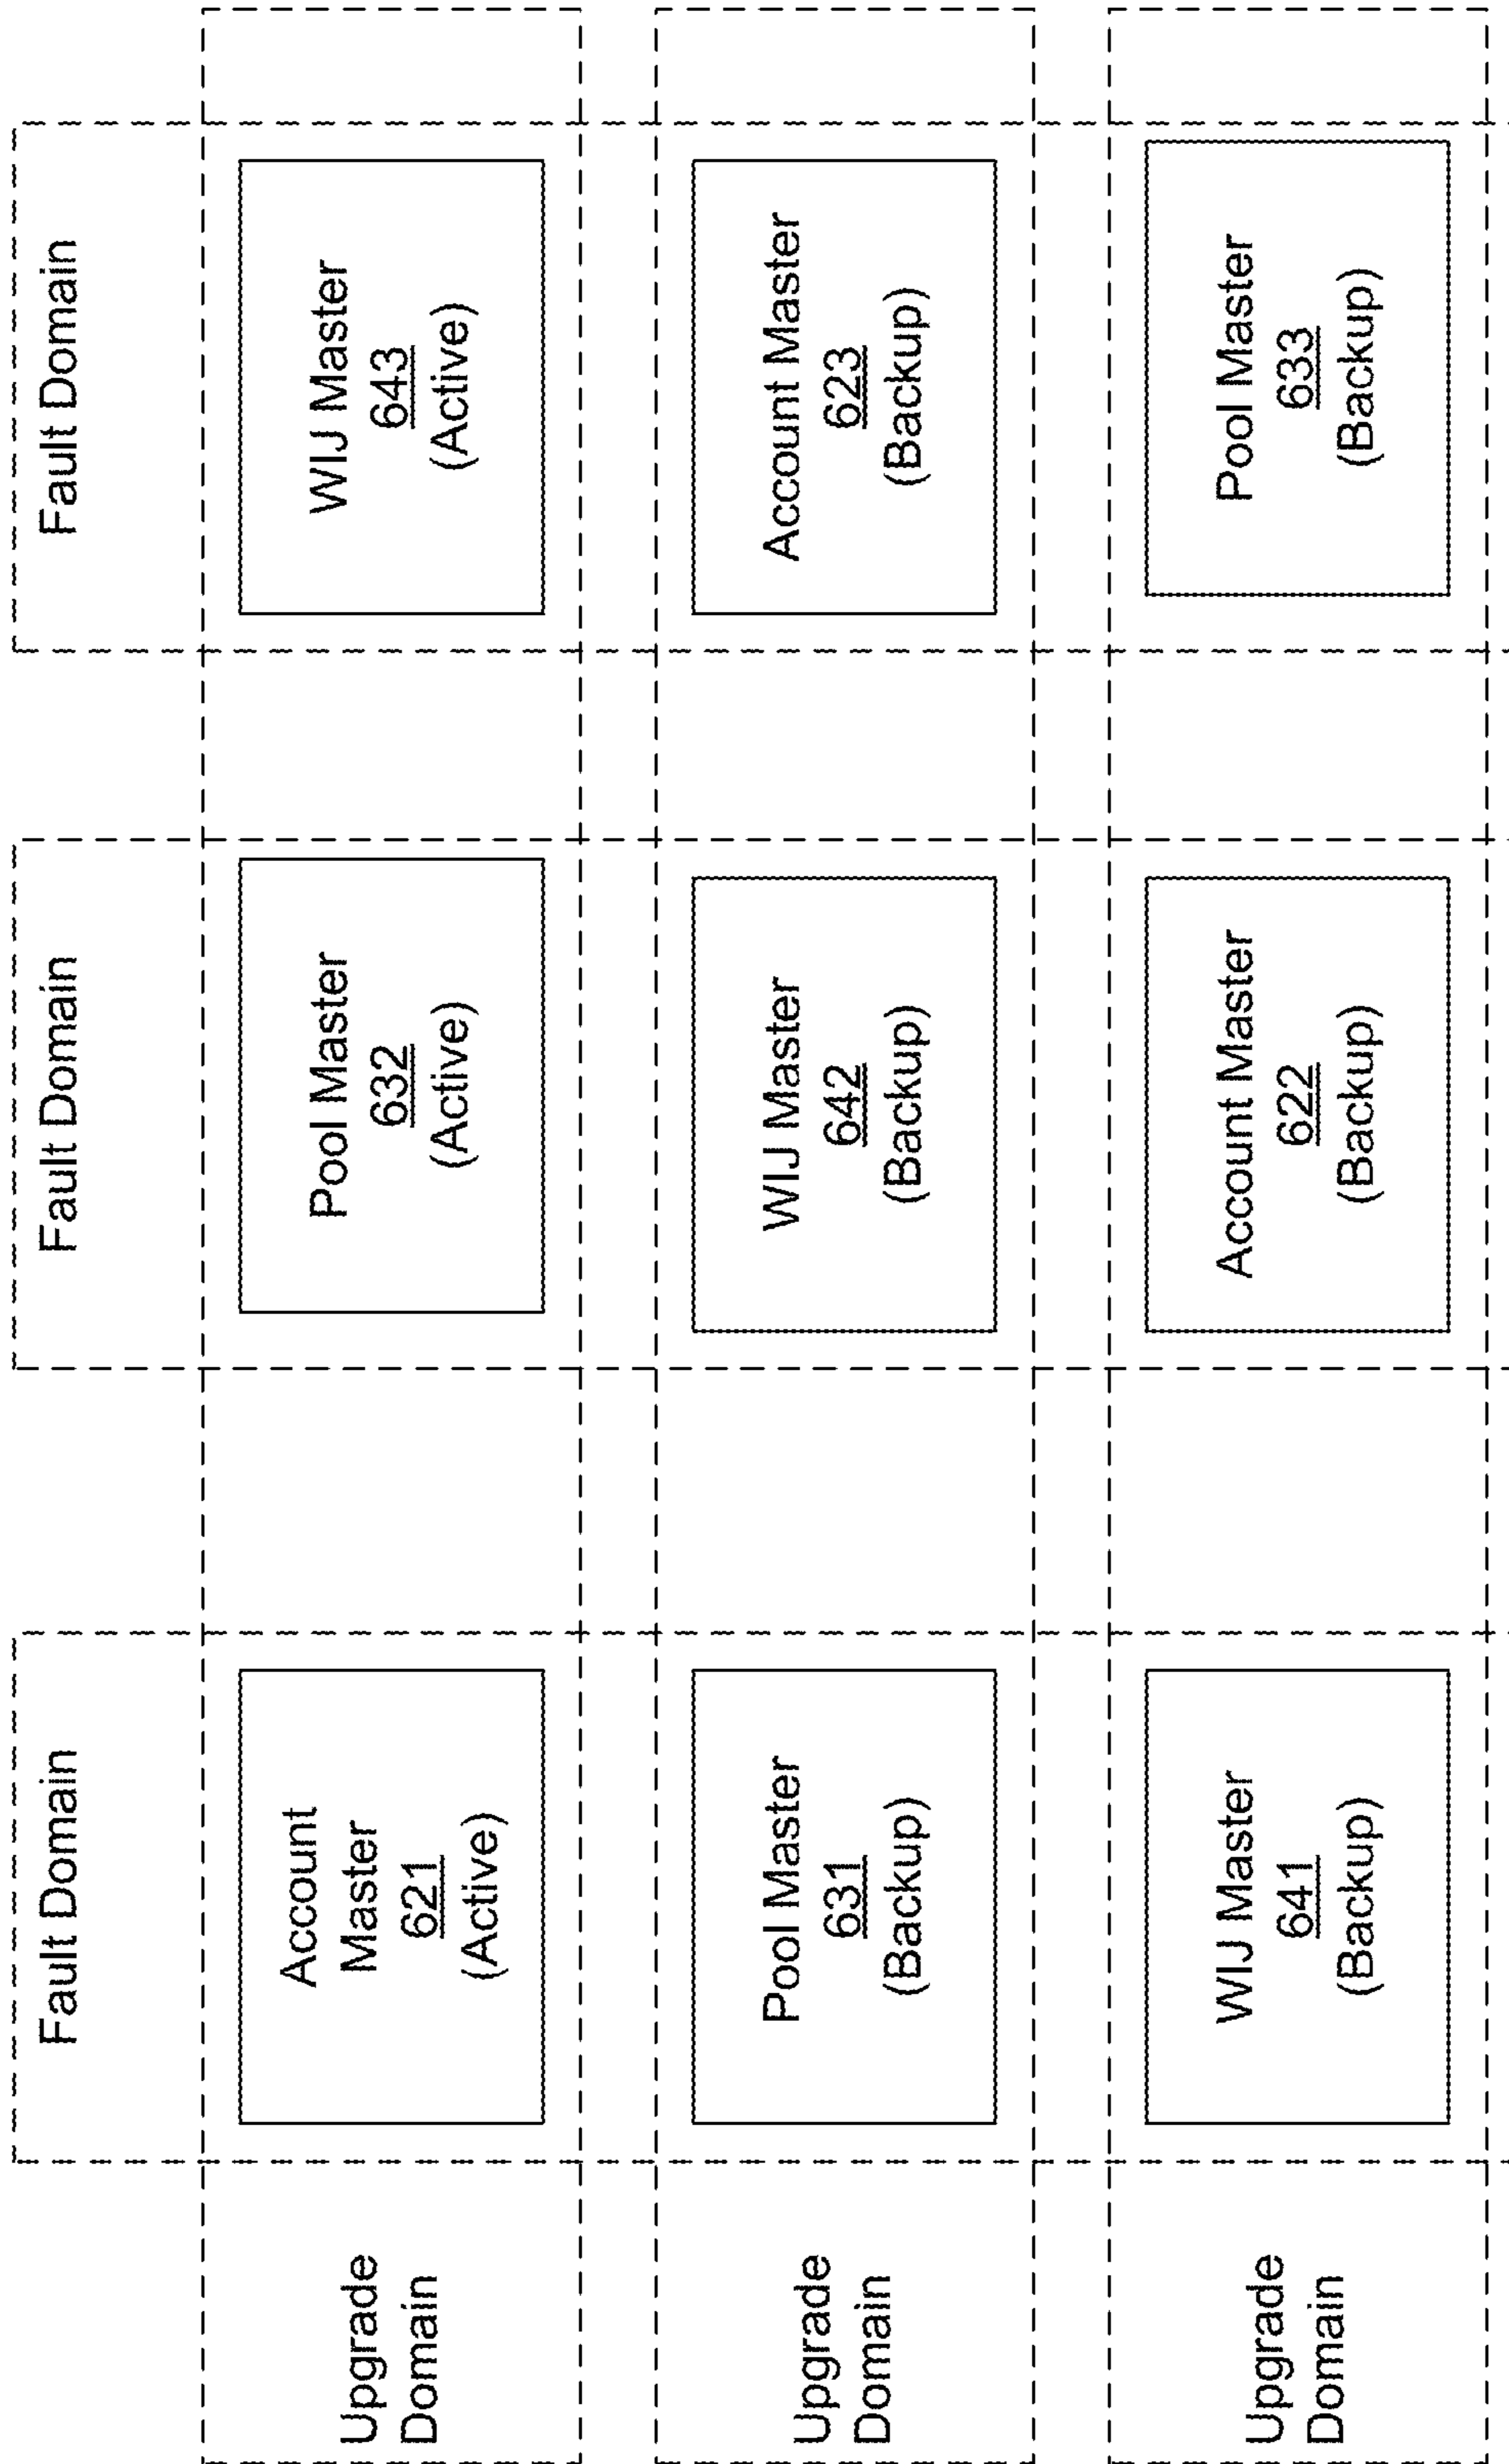 Fault Domain
Fault Domain
Fault Domain
Upgrade
Domain
Account
Master
621
(Active)
Pool Master
632
(Active)
WIJ Master
643
(Active)
Upgrade
Domain
Pool Master
631
(Backup)
WIJ Master
642
(Backup)
Account Master
623
(Backup)
Upgrade
Domain
WIJ Master
641
(Backup)
Account Master
622
(Backup)
Pool Master
633
(Backup)